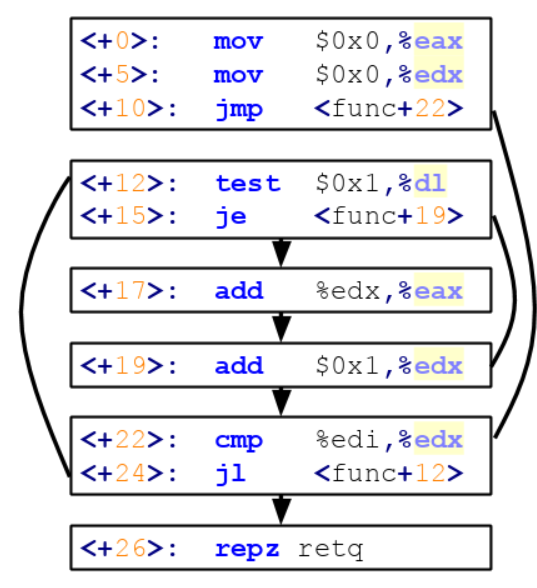 <+0>: mov $0x0,%eax
<+5>: mov $0x0,%edx
<+10>: jmp <func+22>
<+12>: test $0x1,%dl
<+15>: je <func+19>
<+17>: add %edx,%eax
<+19>: add $0x1,%edx
<+22>: cmp %edi,%edx
<+24>: jl <func+12>
<+26>: repz retq